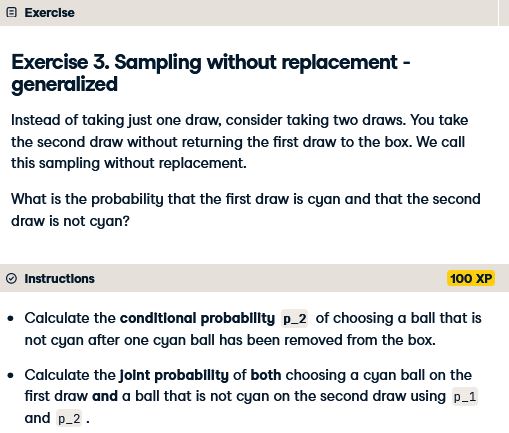 Exercise
Exercise 3. Sampling without replacement -
generalized
Instead of taking just one draw, consider taking two draws. You take
the second draw without returning the first draw to the box. We call
this sampling without replacement.
What is the probability that the first draw is cyan and that the second
draw is not cyan?
Instructions
100 XP
• Calculate the conditional probability p_2 of choosing a ball that is
not cyan after one cyan ball has been removed from the box.
• Calculate the joint probability of both choosing a cyan ball on the
first draw and a ball that is not cyan on the second draw using p_1
and p_2 .